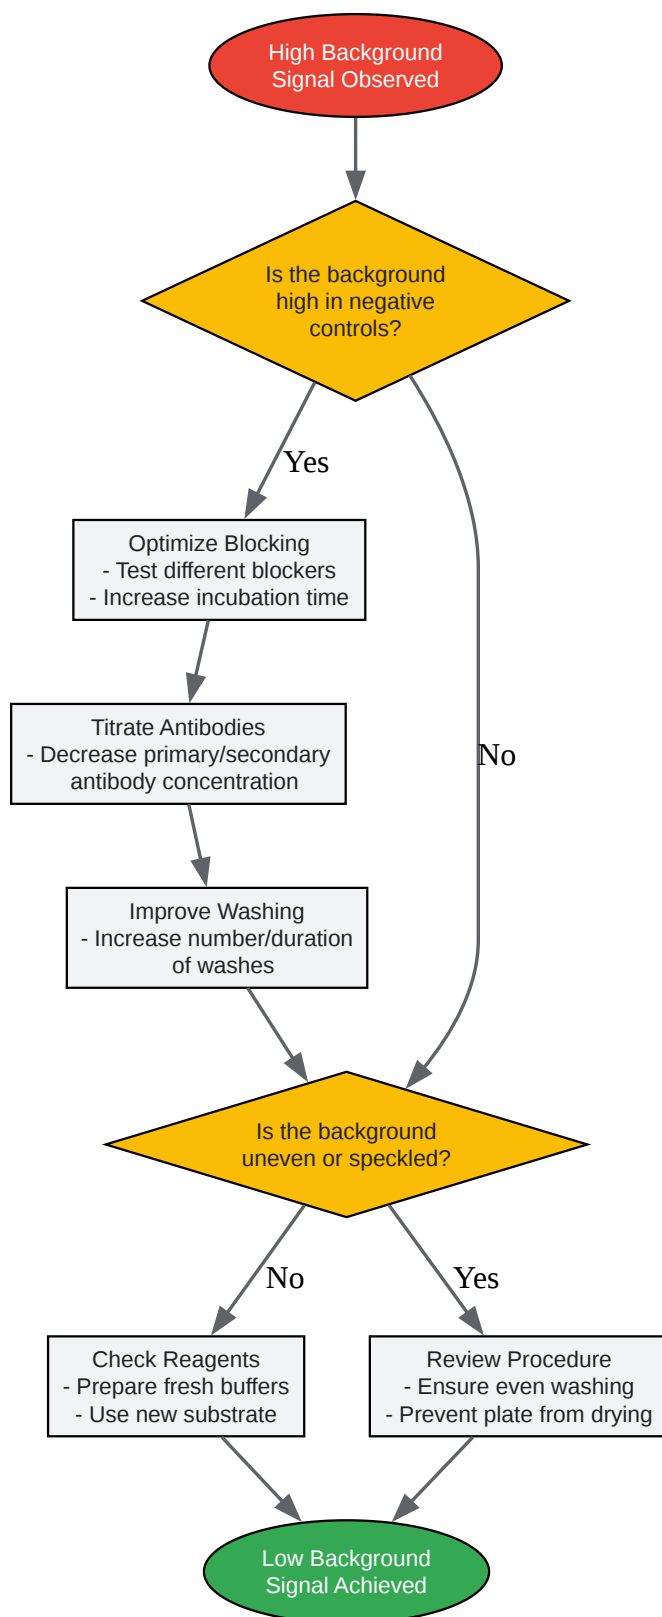 High Background
Signal Observed
Is the background
high in negative
controls?
Yes
Optimize Blocking
- Test different blockers
- Increase incubation time
Titrate Antibodies
- Decrease primary/secondary
antibody concentration
No
Improve Washing
- Increase number/duration
of washes
Is the background
uneven or speckled?
No
Yes
Check Reagents
- Prepare fresh buffers
- Use new substrate
Review Procedure
- Ensure even washing
- Prevent plate from drying
Low Background
Signal Achieved